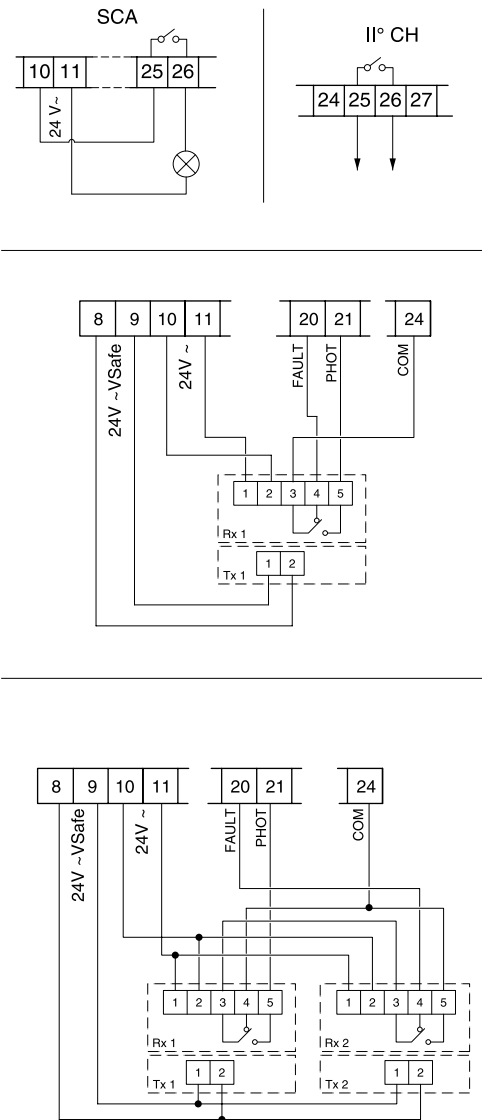 SCA
10 11 25 26
24 V~
II° CH
24 25 26 27
8 9 10 11 20 21 24
24V ~VSafe
24V ~
FAULT
PHOT
COM
1 2 3 4 5
Rx 1
1 2
Tx 1
8 9 10 11 20 21 24
24V ~VSafe
24V ~
FAULT
PHOT
COM
1 2 3 4 5
1 2 3 4 5
Rx 1
Rx 2
1 2
1 2
Tx 1
Tx 2